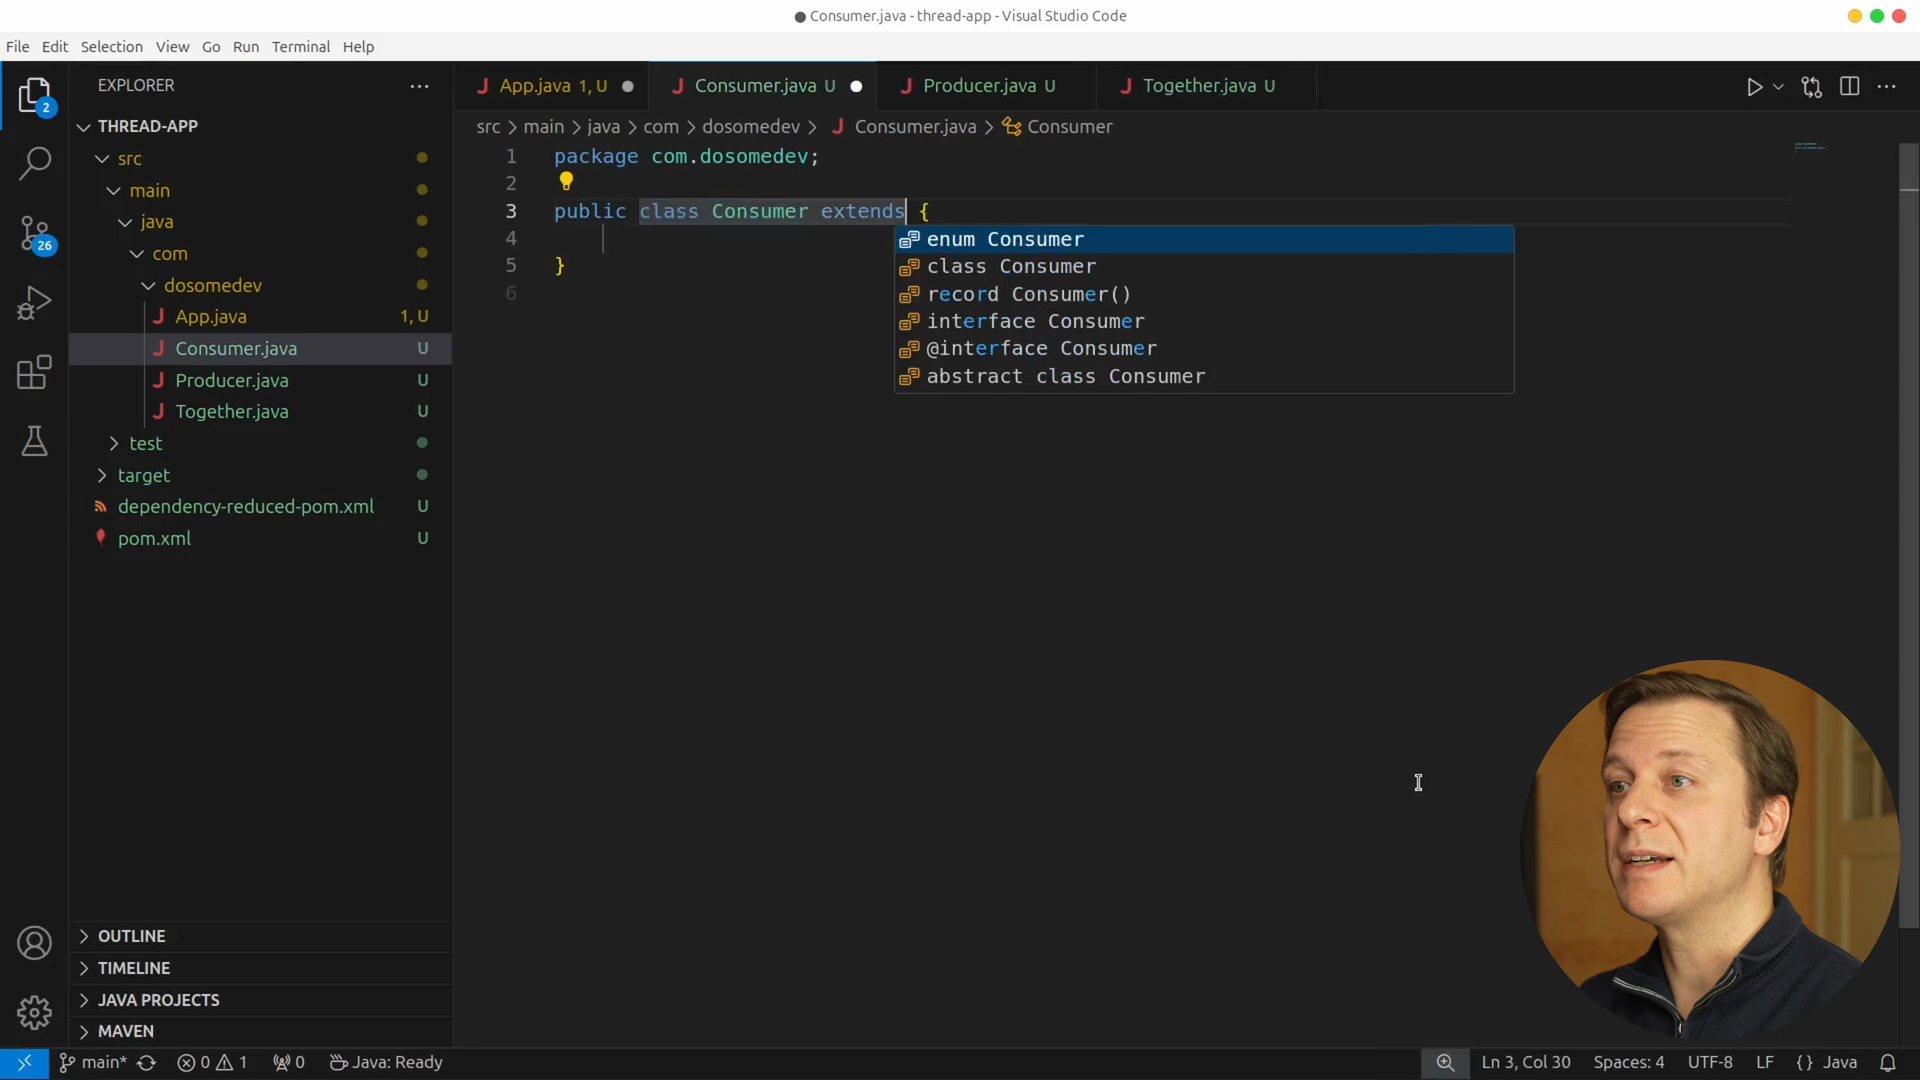 Consumer.java - thread-app - Visual Studio Code
File Edit Selection View Go Run Terminal Help
EXPLORER
App.java 1, U
Consumer.java U
Producer.java U
Together.java U
THREAD-APP
src > main > java > com > dosomedev > Consumer.java > Consumer
src
main
java
com
dosomedev
App.java 1, U
Consumer.java U
Producer.java U
Together.java U
test
target
dependency-reduced-pom.xml U
pom.xml U
2
26
1 package com.dosomedev;
2
3 public class Consumer extends {
4
5 }
6
enum Consumer
class Consumer
record Consumer()
interface Consumer
@interface Consumer
abstract class Consumer
OUTLINE
TIMELINE
JAVA PROJECTS
MAVEN
main* 0 1 0 Java: Ready Ln 3, Col 30 Spaces: 4 UTF-8 LF {} Java